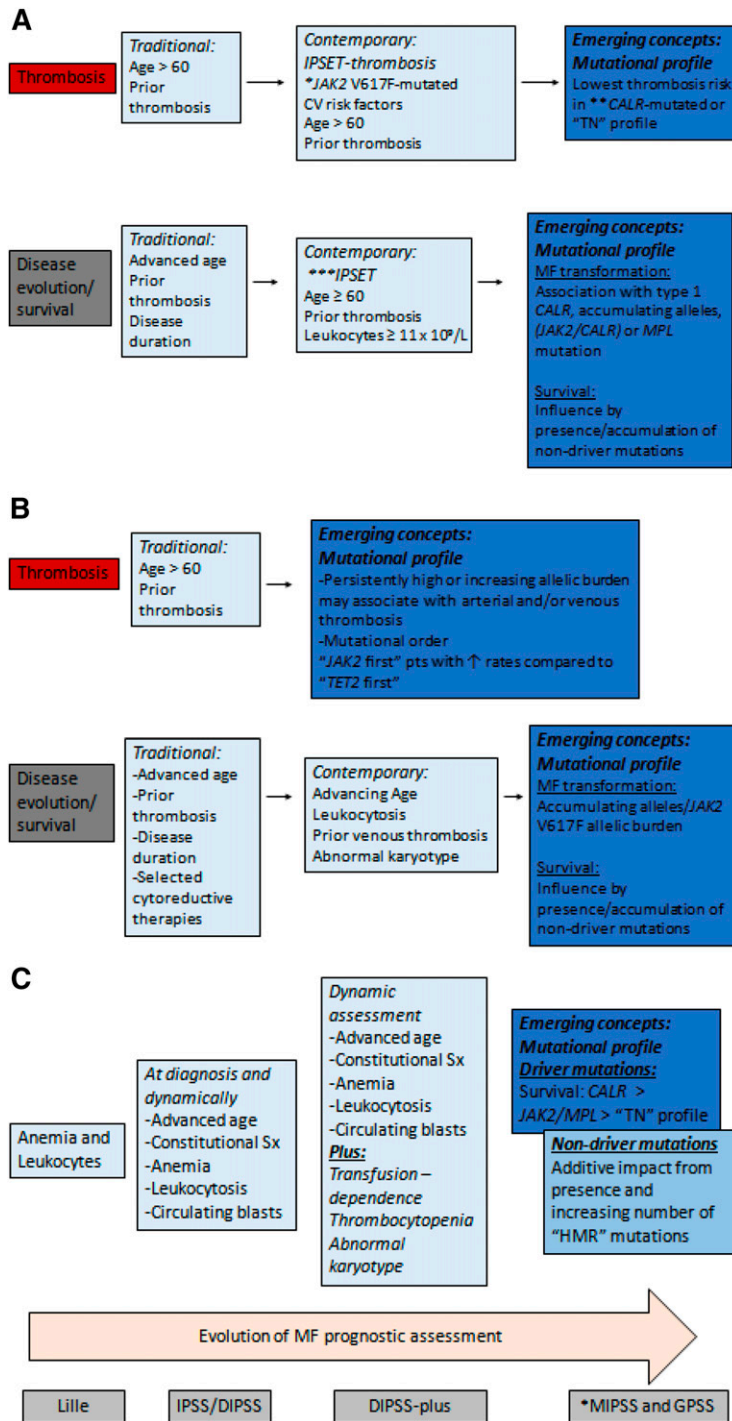 A
Thrombosis
Traditional:
Age > 60
Prior
thrombosis
Contemporary:
IPSET-thrombosis
*JAK2 V617F-mutated
CV risk factors
Age > 60
Prior thrombosis
Emerging concepts:
Mutational profile
Lowest thrombosis risk
in **CALR-mutated or
"TN" profile
Disease
evolution/
survival
Traditional:
Advanced age
Prior
thrombosis
Disease
duration
Contemporary:
***IPSET
Age ≥ 60
Prior thrombosis
Leukocytes ≥ 11 x 10⁹/L
Emerging concepts:
Mutational profile
MF transformation:
Association with type 1
CALR, accumulating alleles,
(JAK2/CALR) or MPL
mutation
Survival:
Influence by
presence/accumulation of
non-driver mutations
B
Thrombosis
Traditional:
Age > 60
Prior
thrombosis
Emerging concepts:
Mutational profile
-Persistently high or increasing allelic burden
may associate with arterial and/or venous
thrombosis
-Mutational order
"JAK2 first" pts with ↑ rates compared to
"TET2 first"
Disease
evolution/
survival
Traditional:
-Advanced age
-Prior
thrombosis
-Disease
duration
-Selected
cytoreductive
therapies
Contemporary:
Advancing Age
Leukocytosis
Prior venous thrombosis
Abnormal karyotype
Emerging concepts:
Mutational profile
MF transformation:
Accumulating alleles/JAK2
V617F allelic burden
Survival:
Influence by
presence/accumulation of
non-driver mutations
C
Anemia and
Leukocytes
At diagnosis and
dynamically
-Advanced age
-Constitutional Sx
-Anemia
-Leukocytosis
-Circulating blasts
Dynamic
assessment
-Advanced age
-Constitutional Sx
-Anemia
-Leukocytosis
-Circulating blasts
Plus:
Transfusion –
dependence
Thrombocytopenia
Abnormal
karyotype
Emerging concepts:
Mutational profile
Driver mutations:
Survival: CALR >
JAK2/MPL > "TN" profile
Non-driver mutations
Additive impact from
presence and
increasing number of
"HMR" mutations
Evolution of MF prognostic assessment
Lille
IPSS/DIPSS
DIPSS-plus
*MIPSS and GPSS